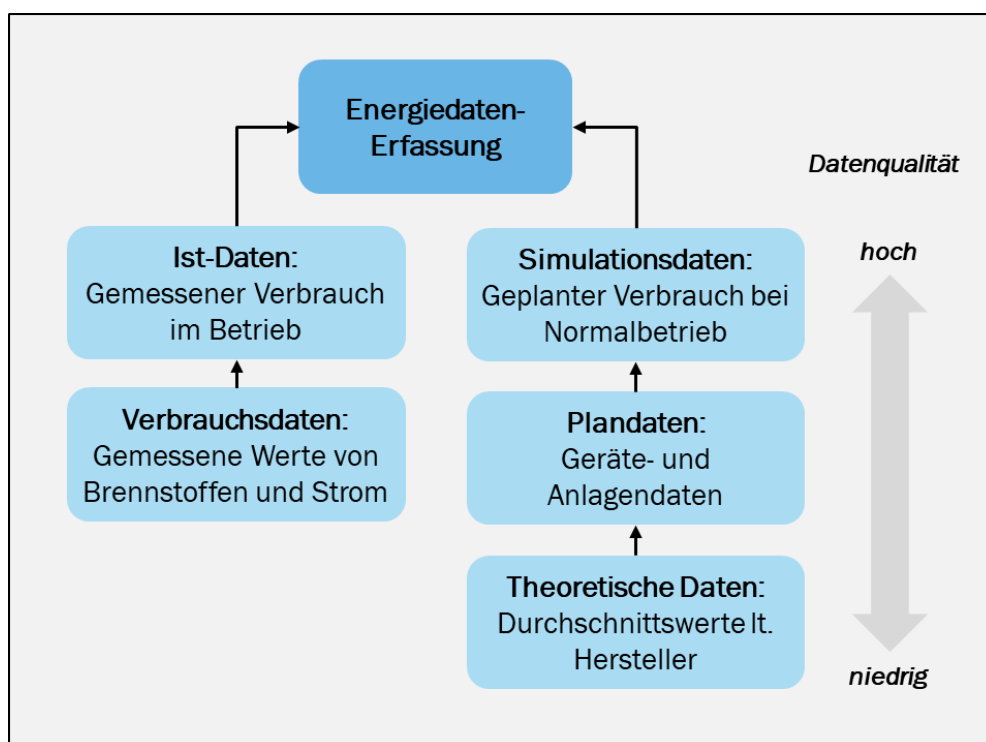 Energiedaten-
Erfassung
Datenqualität
Ist-Daten:
Gemessener Verbrauch
im Betrieb
Simulationsdaten:
Geplanter Verbrauch bei
Normalbetrieb
hoch
Verbrauchsdaten:
Gemessene Werte von
Brennstoffen und Strom
Plandaten:
Geräte- und
Anlagendaten
Theoretische Daten:
Durchschnittswerte lt.
Hersteller
niedrig